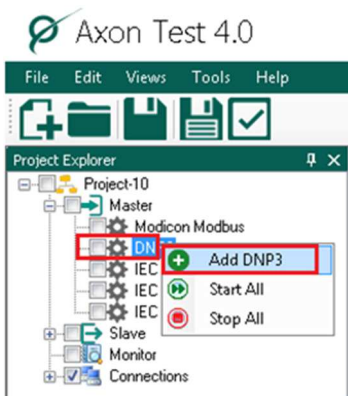 Axon Test 4.0
File Edit Views Tools Help
Project Explorer
Project-10
Master
Modicon Modbus
DN
Add DNP3
IEC
Start All
IEC
Stop All
IEC
Slave
Monitor
Connections